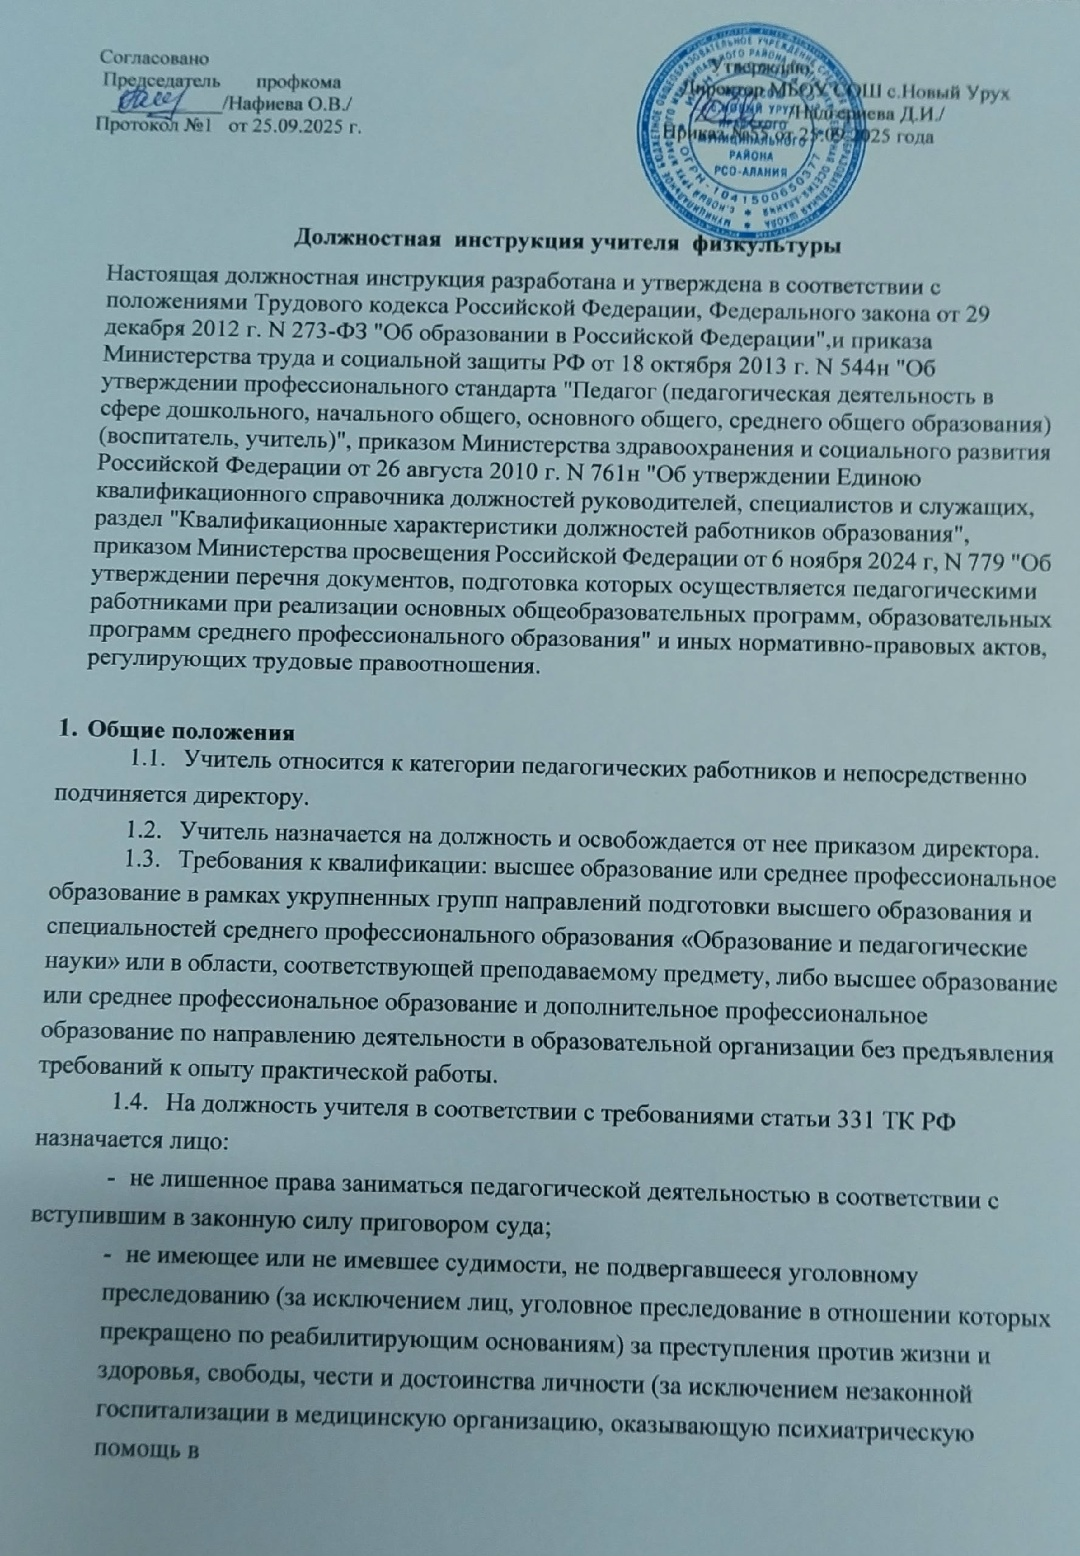 Согласовано
Председатель профкома
/Нафиева О.В./
Протокол №1 от 25.09.2025 г.
Утверждаю
Директор МБОУ СОШ с.Новый Урух
Д.И./
Приказ №55 от 25.09.2025 года
РАЙОНА
РСО-АЛАНИЯ
ОГРН-1041500650377
Должностная инструкция учителя физкультуры
Настоящая должностная инструкция разработана и утверждена в соответствии с
положениями Трудового кодекса Российской Федерации, Федерального закона от 29
декабря 2012 г. N 273-ФЗ "Об образовании в Российской Федерации",и приказа
Министерства труда и социальной защиты РФ от 18 октября 2013 г. N 544н "Об
утверждении профессионального стандарта "Педагог (педагогическая деятельность в
сфере дошкольного, начального общего, основного общего, среднего общего образования)
(воспитатель, учитель)", приказом Министерства здравоохранения и социального развития
Российской Федерации от 26 августа 2010 г. N 761н "Об утверждении Единою
квалификационного справочника должностей руководителей, специалистов и служащих,
раздел "Квалификационные характеристики должностей работников образования",
приказом Министерства просвещения Российской Федерации от 6 ноября 2024 г, N 779 "Об
утверждении перечня документов, подготовка которых осуществляется педагогическими
работниками при реализации основных общеобразовательных программ, образовательных
программ среднего профессионального образования" и иных нормативно-правовых актов,
регулирующих трудовые правоотношения.
1. Общие положения
1.1. Учитель относится к категории педагогических работников и непосредственно
подчиняется директору.
1.2. Учитель назначается на должность и освобождается от нее приказом директора.
1.3. Требования к квалификации: высшее образование или среднее профессиональное
образование в рамках укрупненных групп направлений подготовки высшего образования и
специальностей среднего профессионального образования «Образование и педагогические
науки» или в области, соответствующей преподаваемому предмету, либо высшее образование
или среднее профессиональное образование и дополнительное профессиональное
образование по направлению деятельности в образовательной организации без предъявления
требований к опыту практической работы.
1.4. На должность учителя в соответствии с требованиями статьи 331 ТК РФ
назначается лицо:
- не лишенное права заниматься педагогической деятельностью в соответствии с
вступившим в законную силу приговором суда;
- не имеющее или не имевшее судимости, не подвергавшееся уголовному
преследованию (за исключением лиц, уголовное преследование в отношении которых
прекращено по реабилитирующим основаниям) за преступления против жизни и
здоровья, свободы, чести и достоинства личности (за исключением незаконной
госпитализации в медицинскую организацию, оказывающую психиатрическую
помощь в